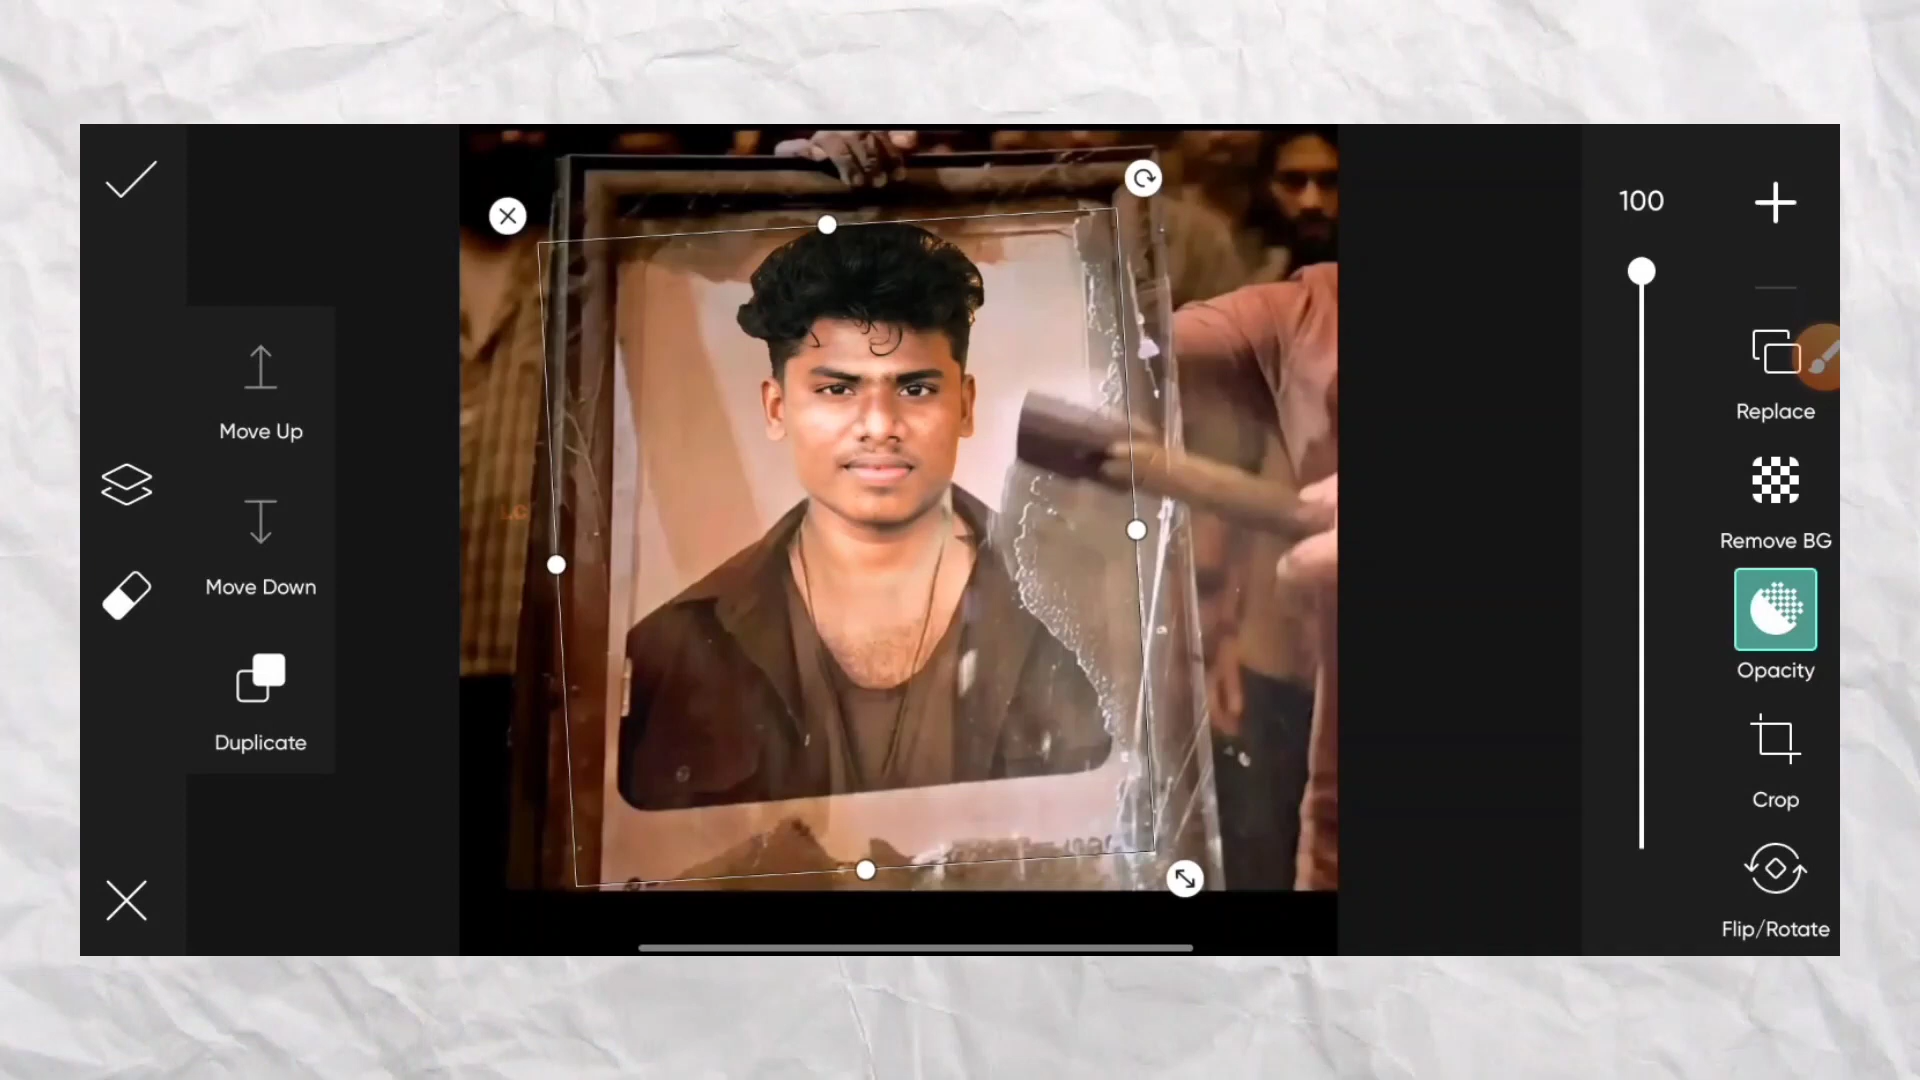 Move Up
Move Down
Duplicate
L.C
100
Replace
Remove BG
Opacity
Crop
Flip/Rotate